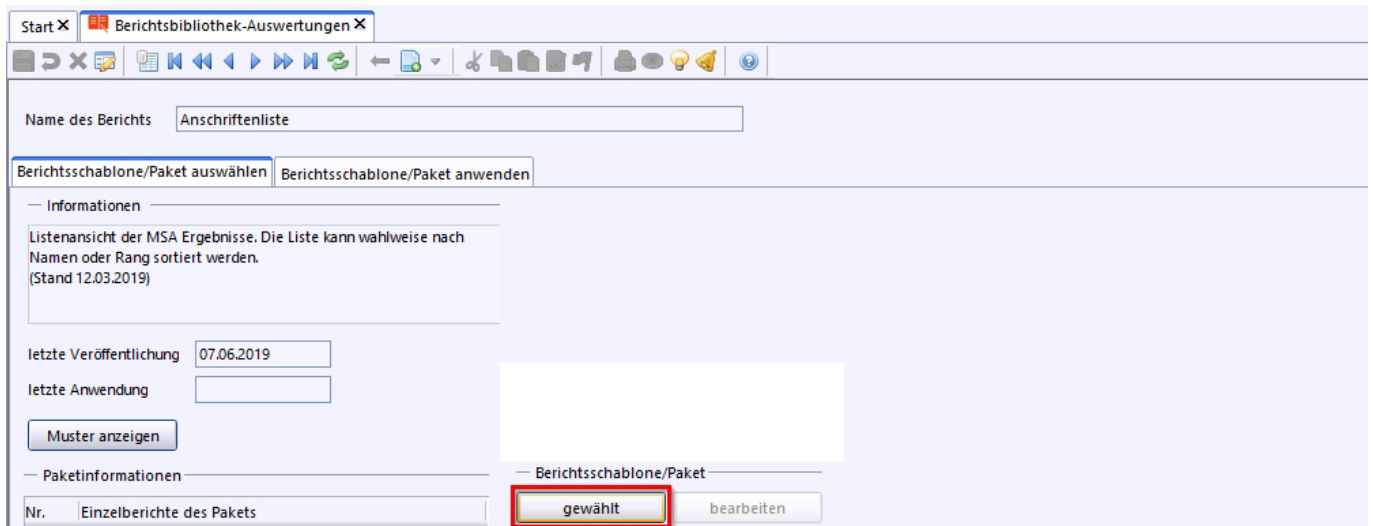 Start Berichtsbibliothek-Auswertungen
Name des Berichts Anschriftenliste
Berichtsschablone/Paket auswählen Berichtsschablone/Paket anwenden
Informationen
Listenansicht der MSA Ergebnisse. Die Liste kann wahlweise nach
Namen oder Rang sortiert werden.
(Stand 12.03.2019)
letzte Veröffentlichung 07.06.2019
letzte Anwendung
Muster anzeigen
Paketinformationen Berichtsschablone/Paket
Nr. Einzelberichte des Pakets gewählt bearbeiten